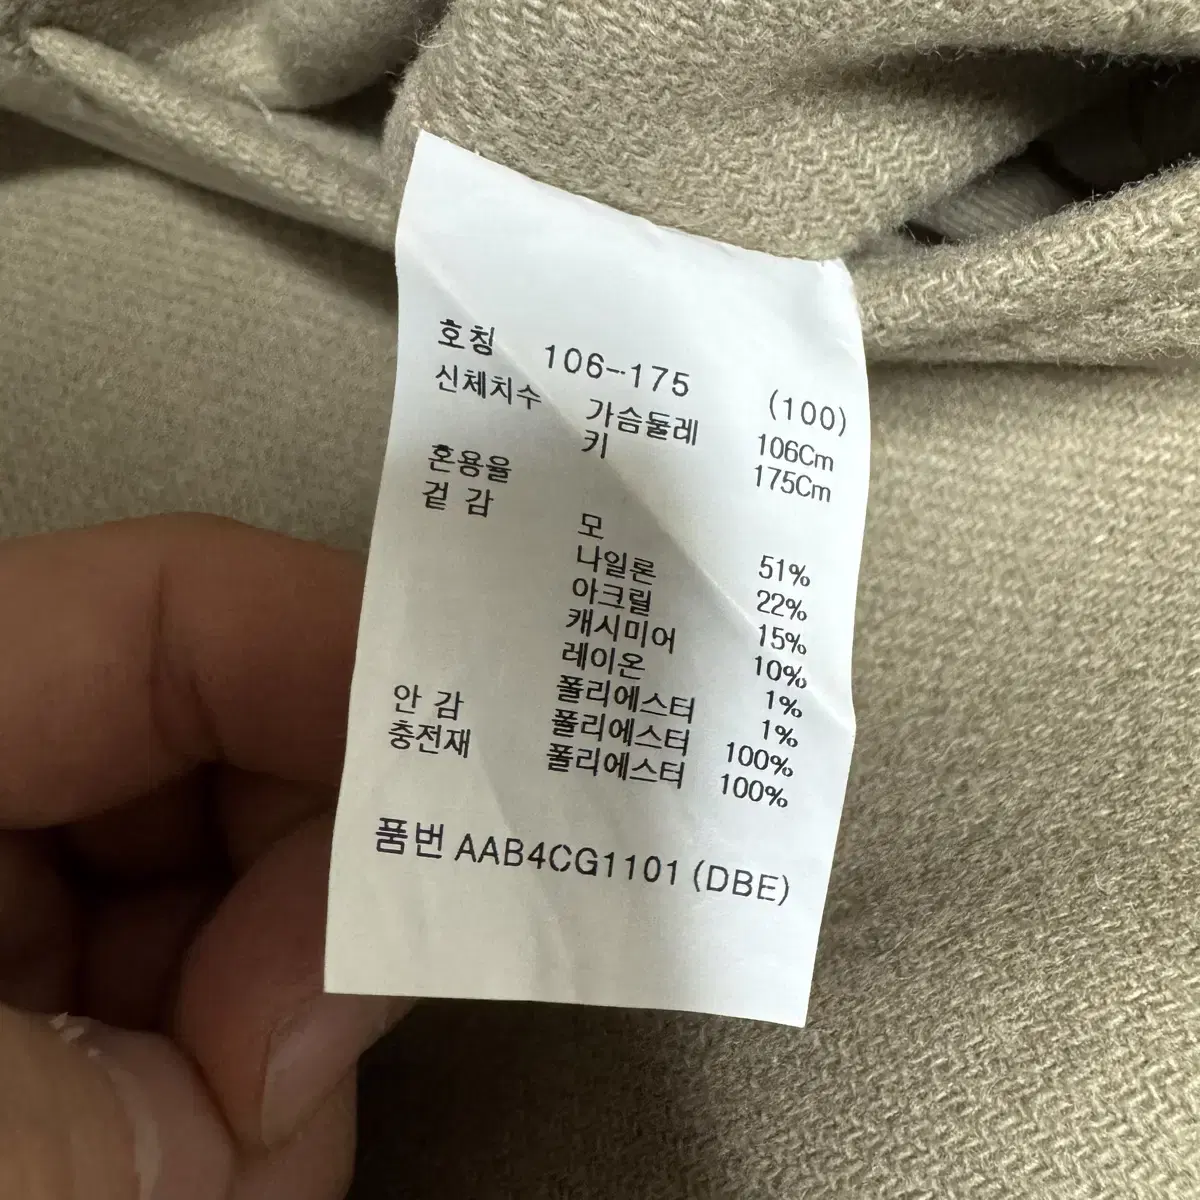 호칭 106-175 (100)
신체치수 가슴둘레 106Cm
키 175Cm
혼용율
겉 감 모 51%
나일론 22%
아크릴 15%
캐시미어 10%
레이온 1%
폴리에스터 1%
안 감 폴리에스터 100%
충전재 폴리에스터 100%
품번 AAB4CG1101 (DBE)